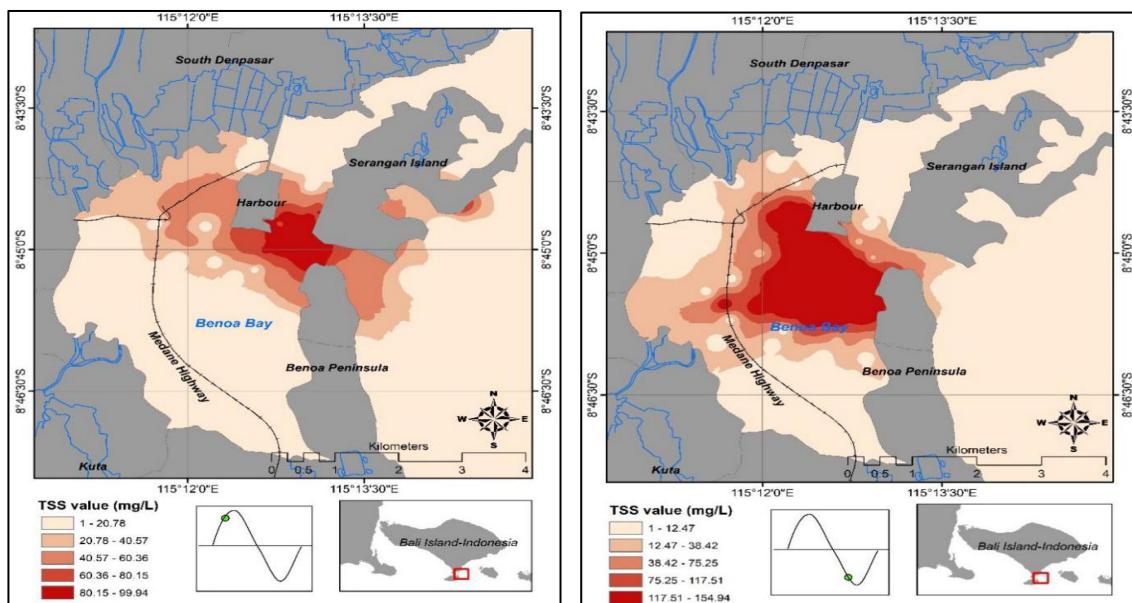 115°12'0"E
115°13'30"E
South Denpasar
8°43'30"S
8°43'30"S
Serangan Island
Harbour
8°45'0"S
8°45'0"S
Benoa Bay
Medane Highway
Benoa Peninsula
8°46'30"S
8°46'30"S
N
W
E
S
Kilometers
Kuta
0 0.5 1 2 3 4
115°12'0"E
115°13'30"E
TSS value (mg/L)
1 - 20.78
20.78 - 40.57
40.57 - 60.36
60.36 - 80.15
80.15 - 99.94
Bali Island-Indonesia
115°12'0"E
115°13'30"E
South Denpasar
8°43'30"S
8°43'30"S
Serangan Island
Harbour
8°45'0"S
8°45'0"S
Benoa Bay
Medane Highway
Benoa Peninsula
8°46'30"S
8°46'30"S
N
W
E
S
Kilometers
Kuta
0 0.5 1 2 3 4
115°12'0"E
115°13'30"E
TSS value (mg/L)
1 - 12.47
12.47 - 38.42
38.42 - 75.25
75.25 - 117.51
117.51 - 154.94
Bali Island-Indonesia